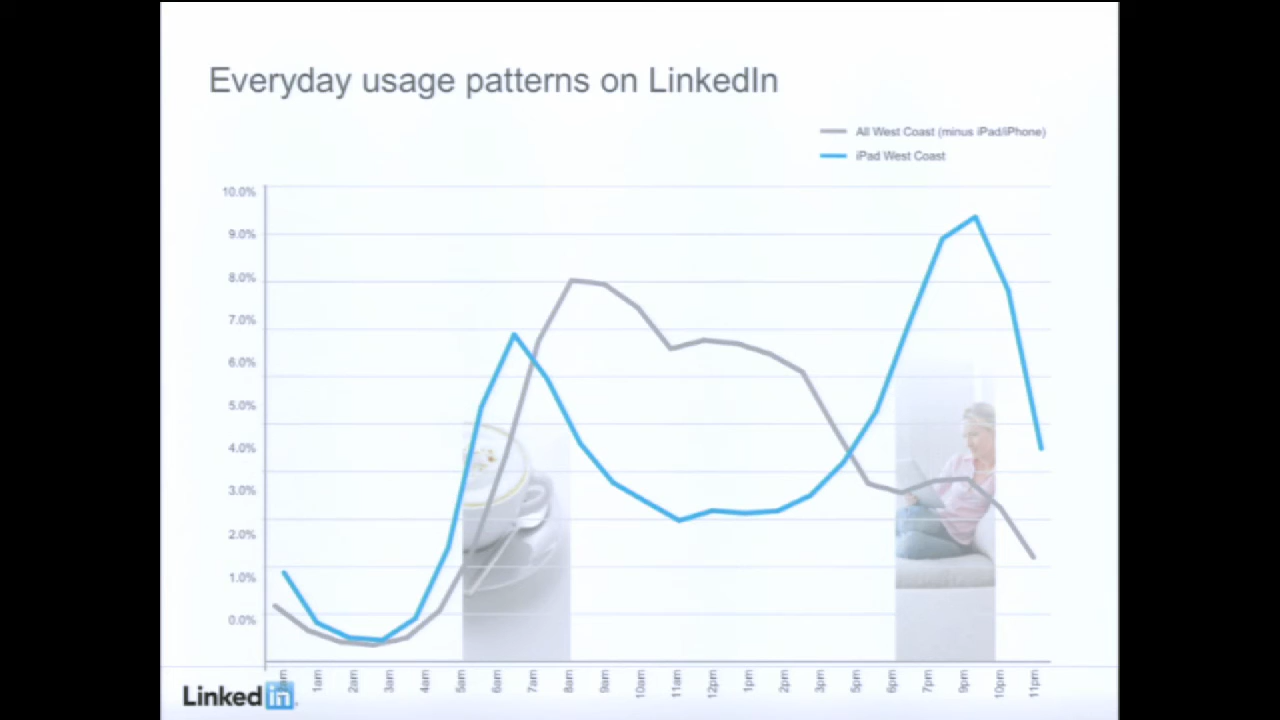 Everyday usage patterns on LinkedIn
All West Coast (minus iPad/iPhone)
iPad West Coast
10.0%
9.0%
8.0%
7.0%
6.0%
5.0%
4.0%
3.0%
2.0%
1.0%
0.0%
1am 2am 3am 4am 5am 6am 7am 8am 9am 10am 11am 12pm 1pm 2pm 3pm 5pm 6pm 7pm 9pm 10pm 11pm
Linked in